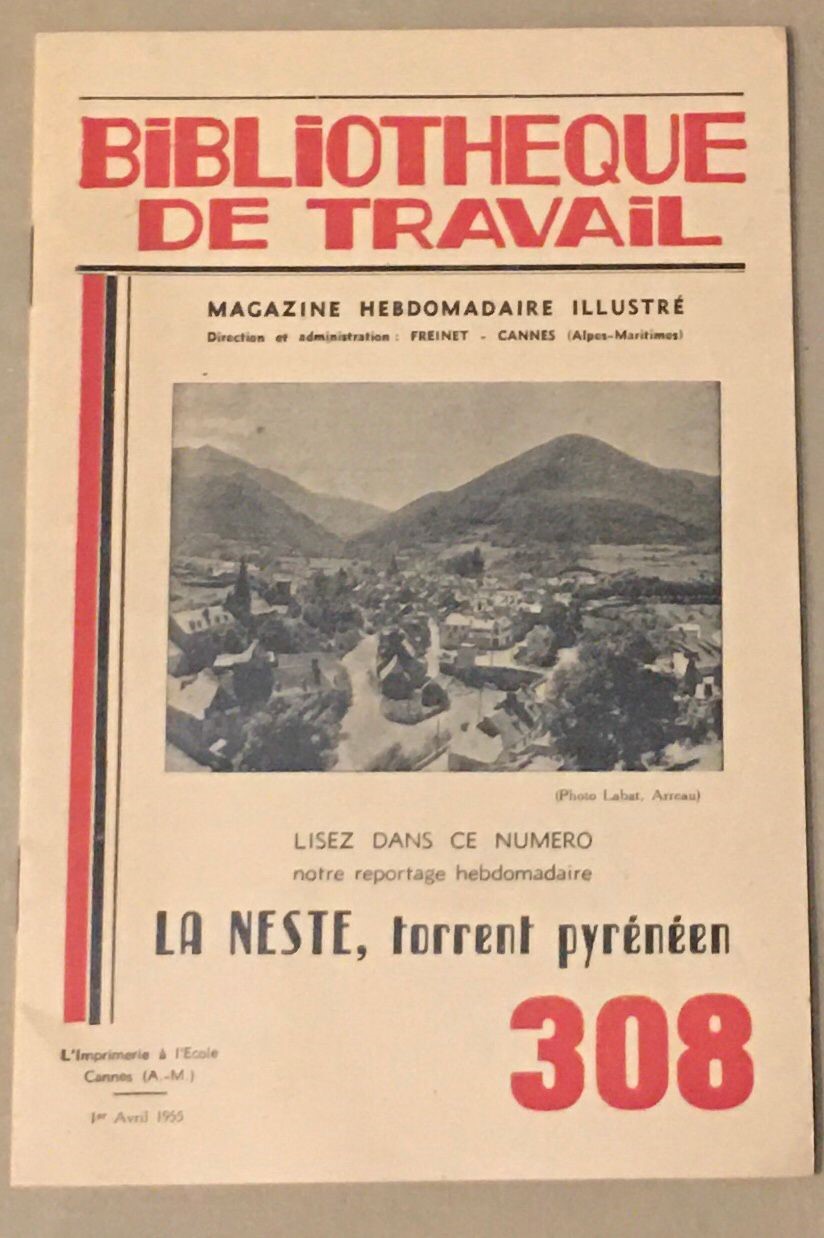 BiBLiOTHEQUE
DE TRAVAiL
MAGAZINE HEBDOMADAIRE ILLUSTRÉ
Direction et administration : FREINET - CANNES (Alpes-Maritimes)
(Photo Labat, Arreau)
LISEZ DANS CE NUMERO
notre reportage hebdomadaire
LA NESTE, torrent pyrénéen
308
L'Imprimerie à l'Ecole
Cannes (A.-M.)
1er Avril 1955